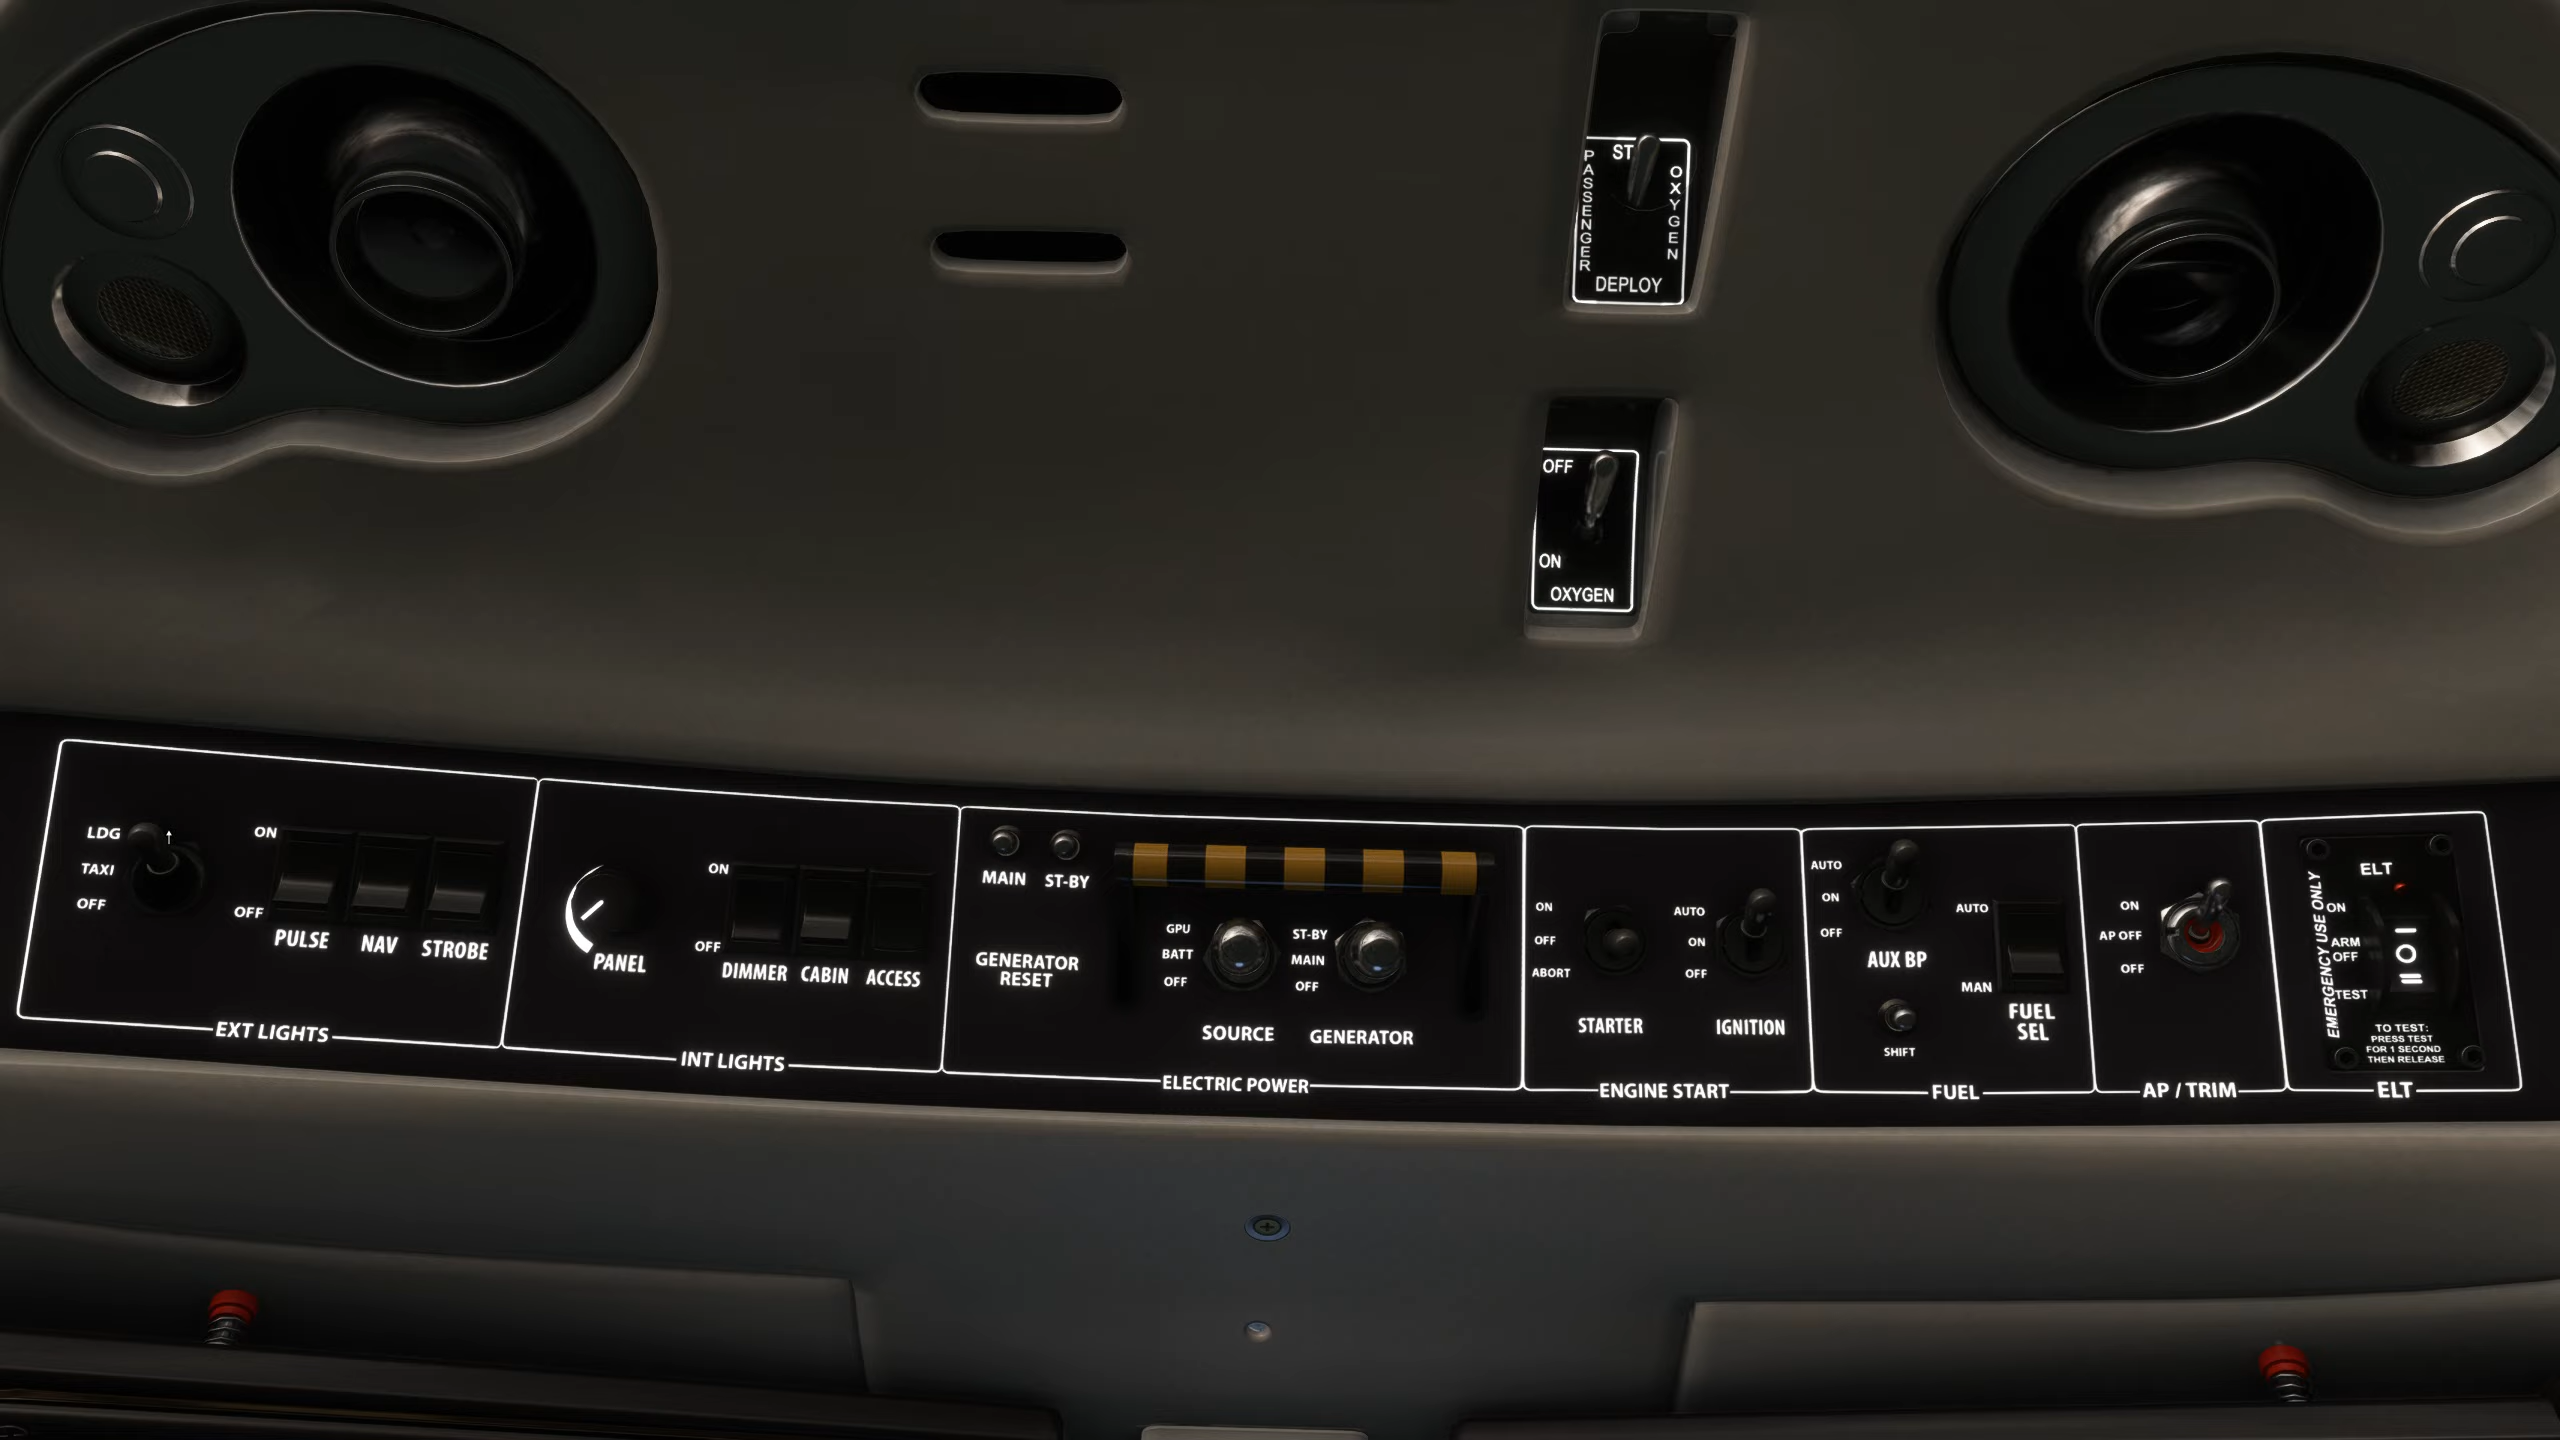 ST
PASSENGER
OXYGEN
DEPLOY
OFF
ON
OXYGEN
LDG
TAXI
OFF
ON
OFF
PULSE
NAV
STROBE
EXT LIGHTS
PANEL
ON
OFF
DIMMER
CABIN
ACCESS
INT LIGHTS
MAIN
ST-BY
GENERATOR
RESET
GPU
BATT
OFF
SOURCE
ST-BY
MAIN
OFF
GENERATOR
ELECTRIC POWER
ON
OFF
ABORT
STARTER
AUTO
ON
OFF
IGNITION
ENGINE START
AUTO
ON
OFF
AUX BP
SHIFT
AUTO
MAN
FUEL
SEL
FUEL
ON
AP OFF
OFF
AP / TRIM
ELT
EMERGENCY USE ONLY
ON
ARM
OFF
TEST
TO TEST:
PRESS TEST
FOR 1 SECOND
THEN RELEASE
ELT